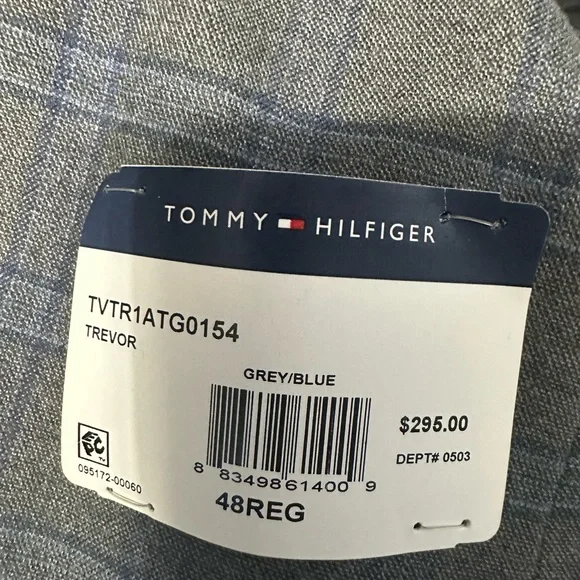 TOMMY HILFIGER
TVTR1ATG0154
TREVOR
GREY/BLUE
$295.00
DEPT# 0503
8 83498 61400 9
095172-00060
48REG